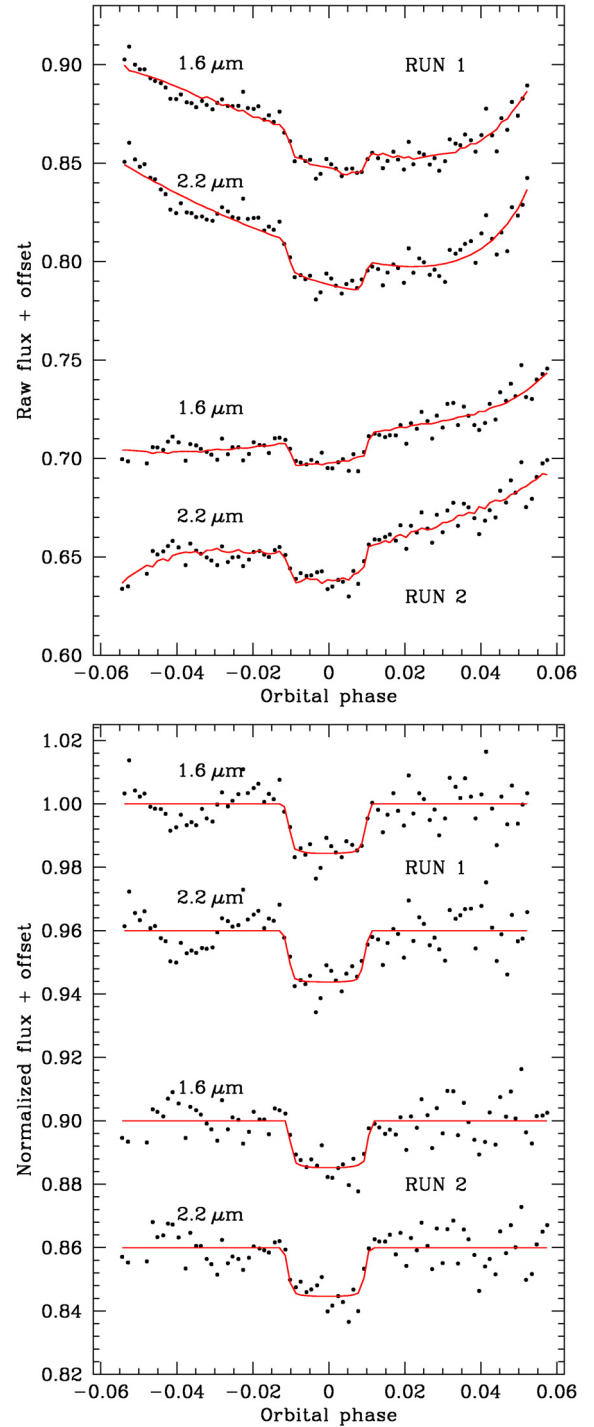 0.90
1.6 μm
RUN 1
0.85
2.2 μm
0.80
Raw flux + offset
0.75
1.6 μm
0.70
2.2 μm
0.65
RUN 2
0.60
−0.06 −0.04 −0.02 0 0.02 0.04 0.06
Orbital phase
1.02
1.6 μm
1.00
0.98
RUN 1
2.2 μm
0.96
0.94
Normalized flux + offset
0.92
1.6 μm
0.90
0.88
RUN 2
2.2 μm
0.86
0.84
0.82
−0.06 −0.04 −0.02 0 0.02 0.04 0.06
Orbital phase